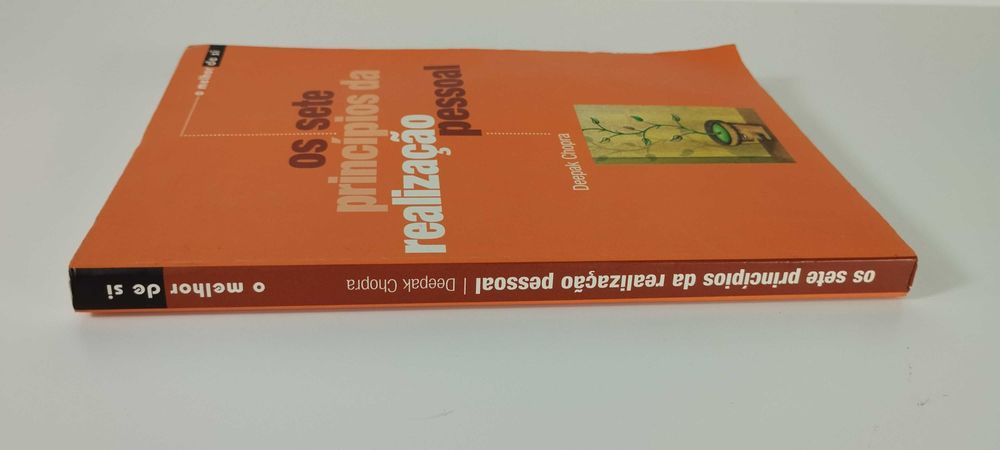 o melhor de si
os sete
princípios da
realização
pessoal
Deepak Chopra
os sete princípios da realização pessoal | Deepak Chopra
o melhor de si